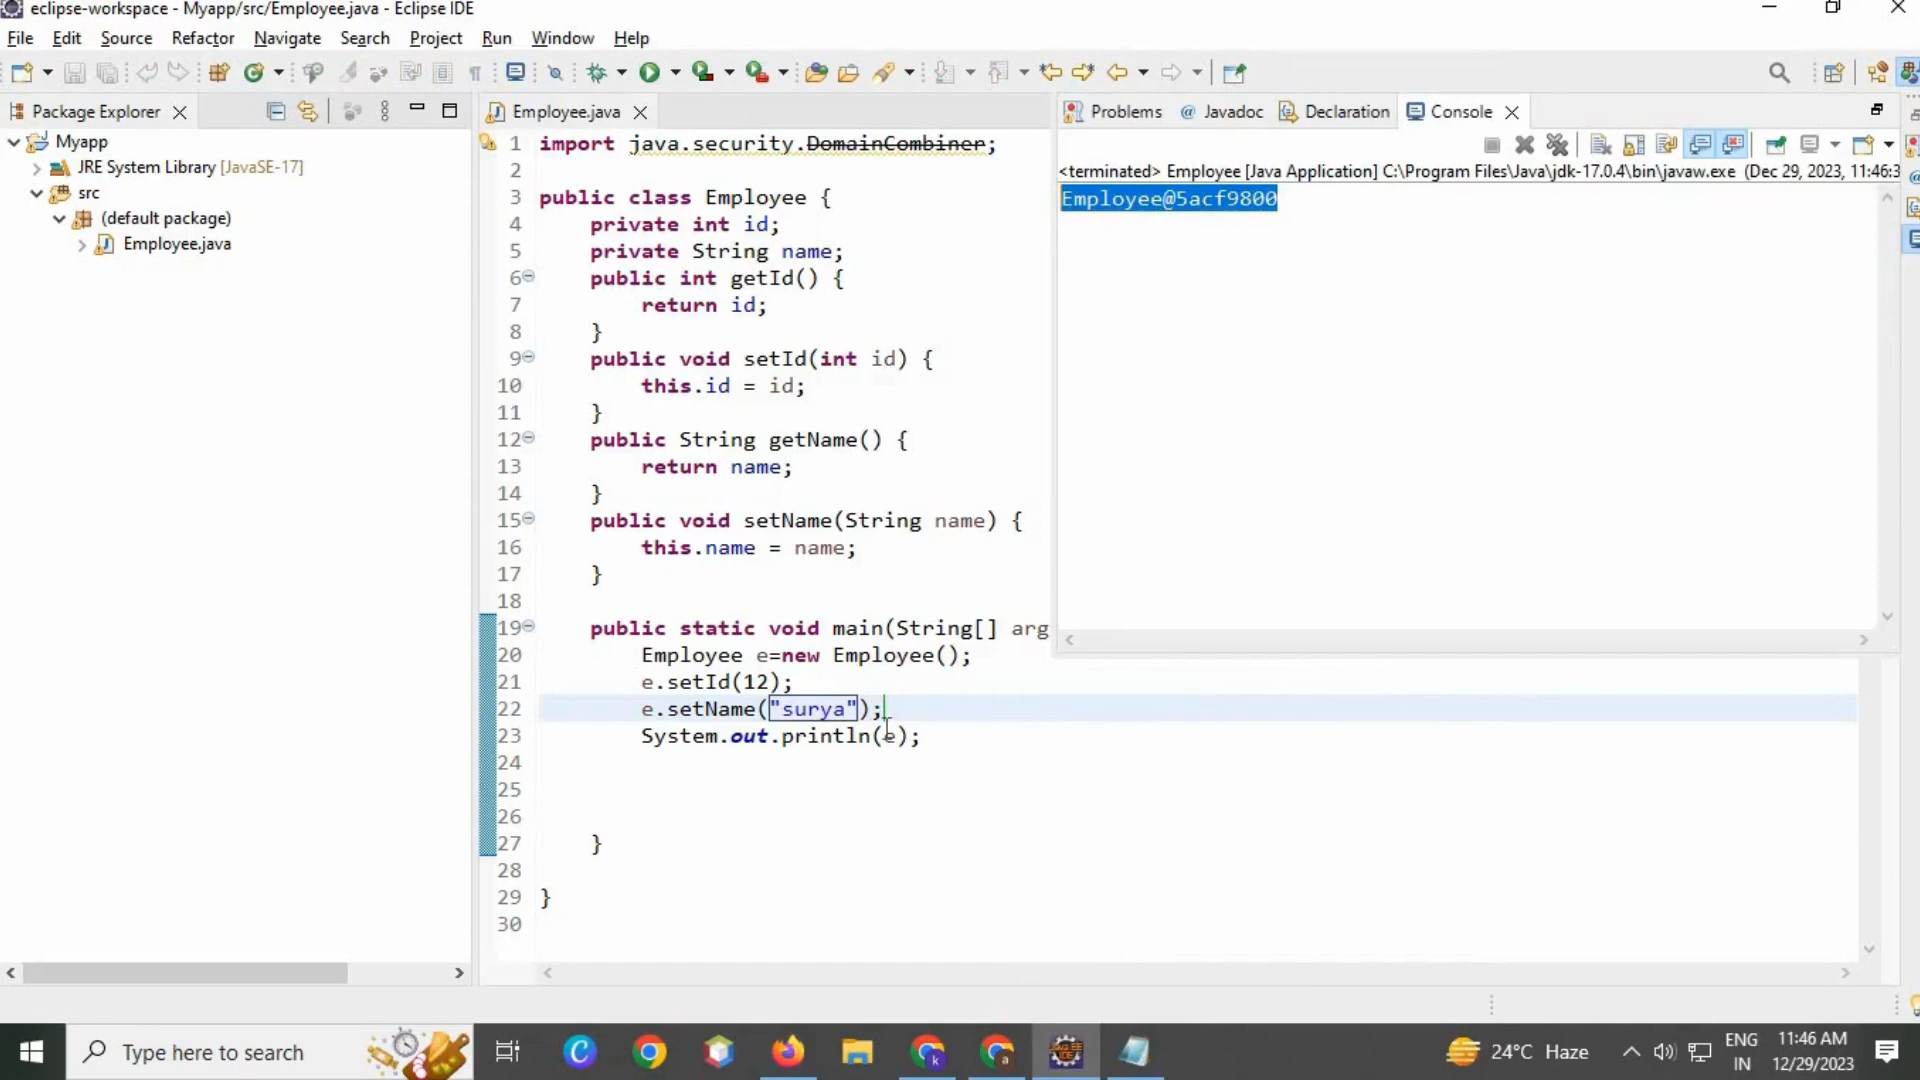 eclipse-workspace - Myapp/src/Employee.java - Eclipse IDE
File Edit Source Refactor Navigate Search Project Run Window Help
Package Explorer
Myapp
JRE System Library [JavaSE-17]
src
(default package)
Employee.java
Employee.java
1 import java.security.DomainCombiner;
2
3 public class Employee {
4 private int id;
5 private String name;
6 public int getId() {
7 return id;
8 }
9 public void setId(int id) {
10 this.id = id;
11 }
12 public String getName() {
13 return name;
14 }
15 public void setName(String name) {
16 this.name = name;
17 }
18
19 public static void main(String[] arg
20 Employee e=new Employee();
21 e.setId(12);
22 e.setName("surya");
23 System.out.println(e);
24
25
26
27 }
28
29 }
30
Problems @ Javadoc Declaration Console
<terminated> Employee [Java Application] C:\Program Files\Java\jdk-17.0.4\bin\javaw.exe (Dec 29, 2023, 11:46:3
Employee@5acf9800
Type here to search
24°C Haze
ENG
IN
11:46 AM
12/29/2023